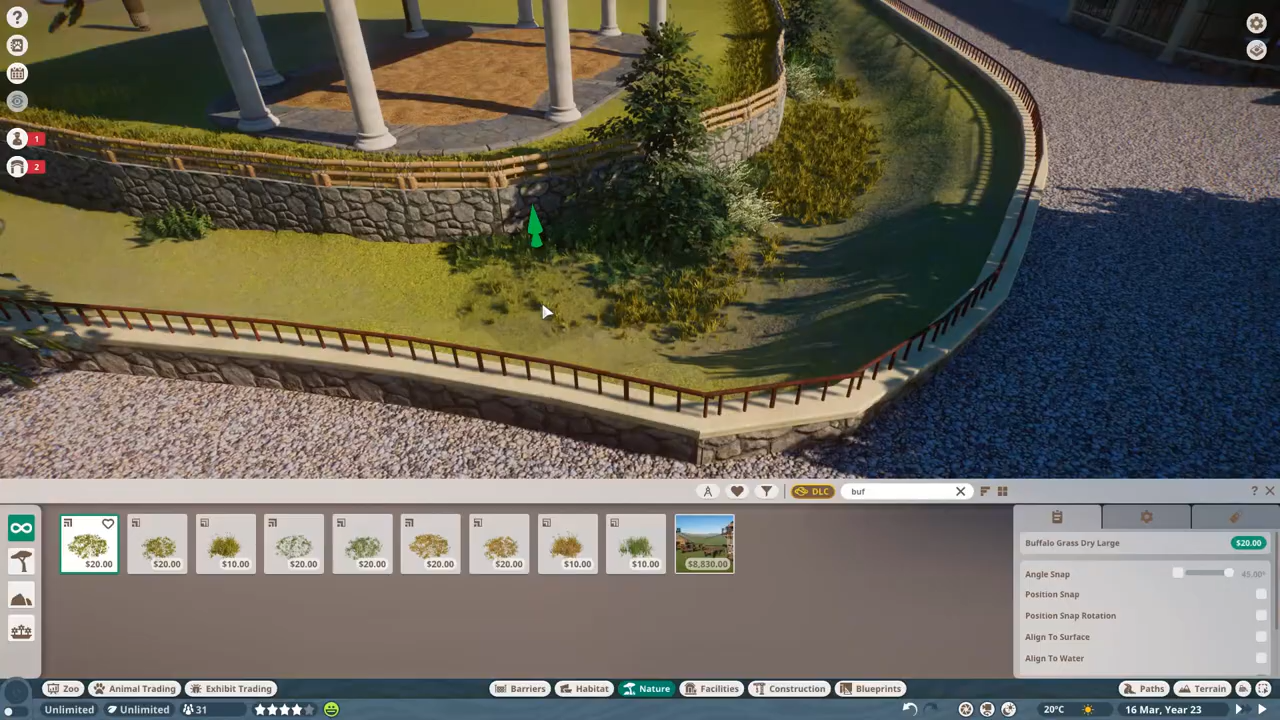 ?
1
2
DLC
buf
?
$20.00
$20.00
$10.00
$20.00
$20.00
$20.00
$20.00
$10.00
$10.00
$8,830.00
Buffalo Grass Dry Large
$20.00
Angle Snap
45.00°
Position Snap
Position Snap Rotation
Align To Surface
Align To Water
Zoo
Animal Trading
Exhibit Trading
Barriers
Habitat
Nature
Facilities
Construction
Blueprints
Paths
Terrain
Unlimited
Unlimited
31
20°C
16 Mar, Year 23